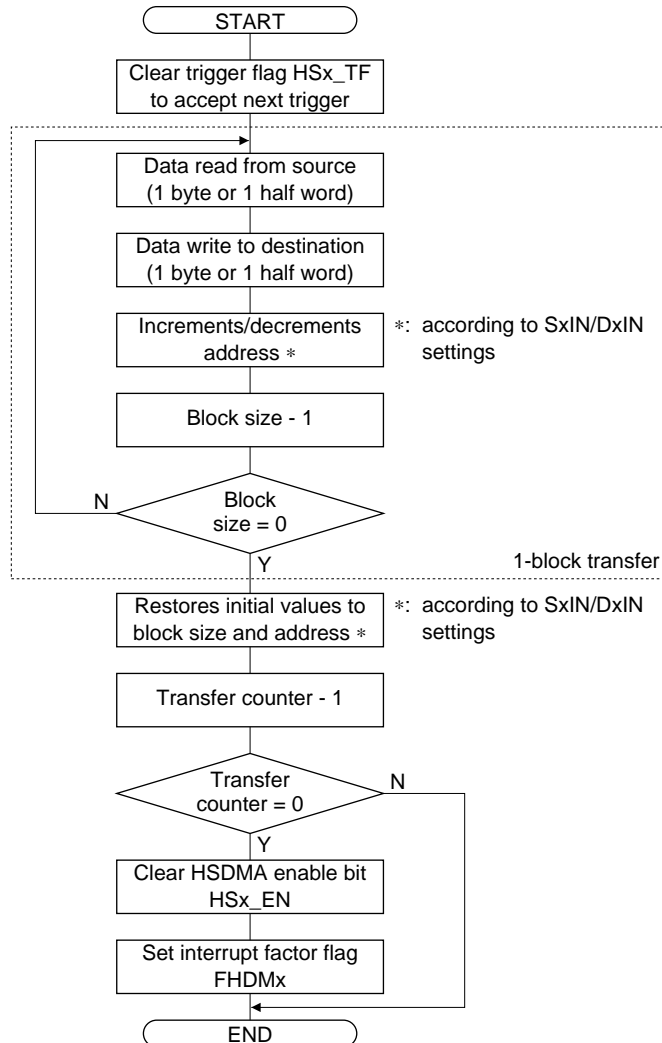 START
Clear trigger flag HSx_TF
to accept next trigger
Data read from source
(1 byte or 1 half word)
Data write to destination
(1 byte or 1 half word)
Increments/decrements
address ∗
∗: according to SxIN/DxIN
settings
Block size - 1
N
Block
size = 0
Y
1-block transfer
Restores initial values to
block size and address ∗
∗: according to SxIN/DxIN
settings
Transfer counter - 1
Transfer
counter = 0
N
Y
Clear HSDMA enable bit
HSx_EN
Set interrupt factor flag
FHDMx
END